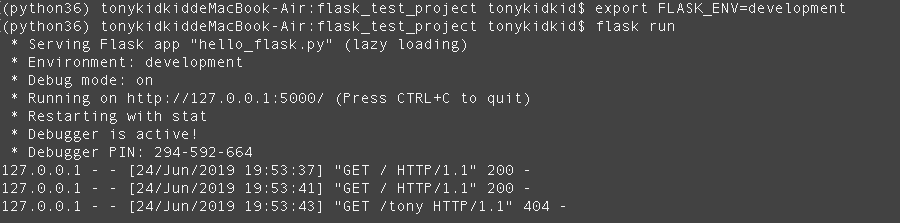 (python36) tonykidkiddeMacBook-Air:flask_test_project tonykidkid$ export FLASK_ENV=development
(python36) tonykidkiddeMacBook-Air:flask_test_project tonykidkid$ flask run
 * Serving Flask app "hello_flask.py" (lazy loading)
 * Environment: development
 * Debug mode: on
 * Running on http://127.0.0.1:5000/ (Press CTRL+C to quit)
 * Restarting with stat
 * Debugger is active!
 * Debugger PIN: 294-592-664
127.0.0.1 - - [24/Jun/2019 19:53:37] "GET / HTTP/1.1" 200 -
127.0.0.1 - - [24/Jun/2019 19:53:41] "GET / HTTP/1.1" 200 -
127.0.0.1 - - [24/Jun/2019 19:53:43] "GET /tony HTTP/1.1" 404 -